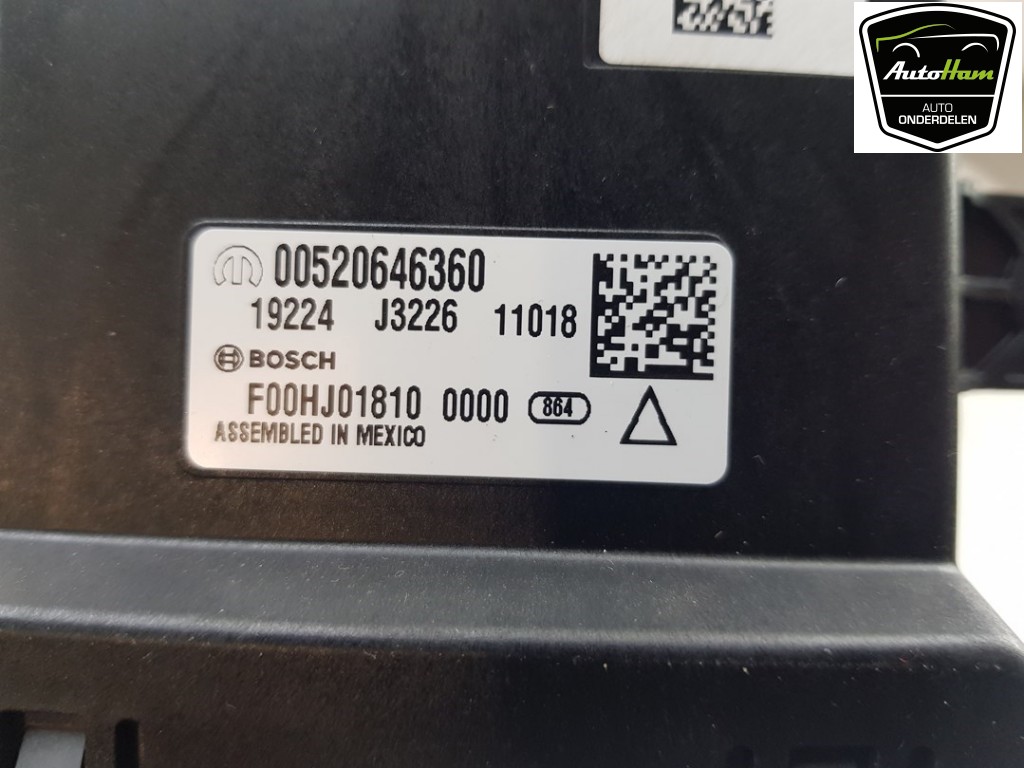 AutoHam
AUTO
ONDERDELEN
00520646360
19224 J3226 11018
BOSCH
F00HJ01810 0000 864
ASSEMBLED IN MEXICO